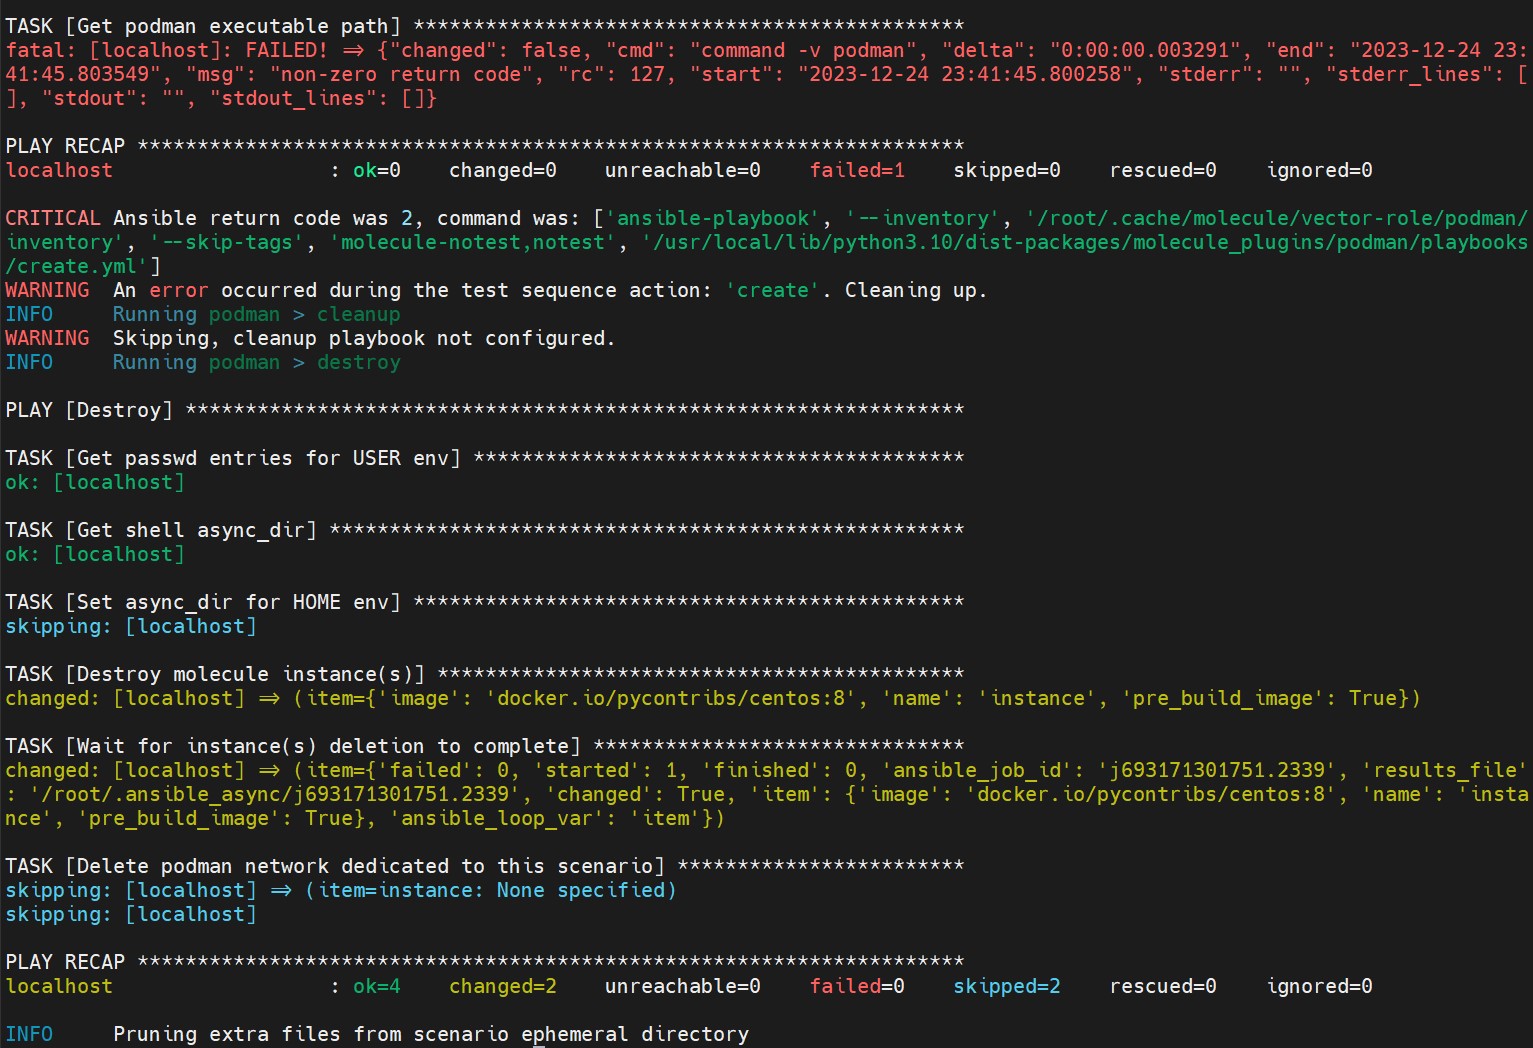 TASK [Get podman executable path] **********************************************
fatal: [localhost]: FAILED! => {"changed": false, "cmd": "command -v podman", "delta": "0:00:00.003291", "end": "2023-12-24 23:
41:45.803549", "msg": "non-zero return code", "rc": 127, "start": "2023-12-24 23:41:45.800258", "stderr": "", "stderr_lines": [
], "stdout": "", "stdout_lines": []}
PLAY RECAP *********************************************************************
localhost                  : ok=0    changed=0    unreachable=0    failed=1    skipped=0    rescued=0    ignored=0
CRITICAL Ansible return code was 2, command was: ['ansible-playbook', '--inventory', '/root/.cache/molecule/vector-role/podman/
inventory', '--skip-tags', 'molecule-notest,notest', '/usr/local/lib/python3.10/dist-packages/molecule_plugins/podman/playbooks
/create.yml']
WARNING  An error occurred during the test sequence action: 'create'. Cleaning up.
INFO     Running podman > cleanup
WARNING  Skipping, cleanup playbook not configured.
INFO     Running podman > destroy
PLAY [Destroy] *****************************************************************
TASK [Get passwd entries for USER env] *****************************************
ok: [localhost]
TASK [Get shell async_dir] *****************************************************
ok: [localhost]
TASK [Set async_dir for HOME env] **********************************************
skipping: [localhost]
TASK [Destroy molecule instance(s)] ********************************************
changed: [localhost] => (item={'image': 'docker.io/pycontribs/centos:8', 'name': 'instance', 'pre_build_image': True})
TASK [Wait for instance(s) deletion to complete] *******************************
changed: [localhost] => (item={'failed': 0, 'started': 1, 'finished': 0, 'ansible_job_id': 'j693171301751.2339', 'results_file'
: '/root/.ansible_async/j693171301751.2339', 'changed': True, 'item': {'image': 'docker.io/pycontribs/centos:8', 'name': 'insta
nce', 'pre_build_image': True}, 'ansible_loop_var': 'item'})
TASK [Delete podman network dedicated to this scenario] ************************
skipping: [localhost] => (item=instance: None specified)
skipping: [localhost]
PLAY RECAP *********************************************************************
localhost                  : ok=4    changed=2    unreachable=0    failed=0    skipped=2    rescued=0    ignored=0
INFO     Pruning extra files from scenario ephemeral directory